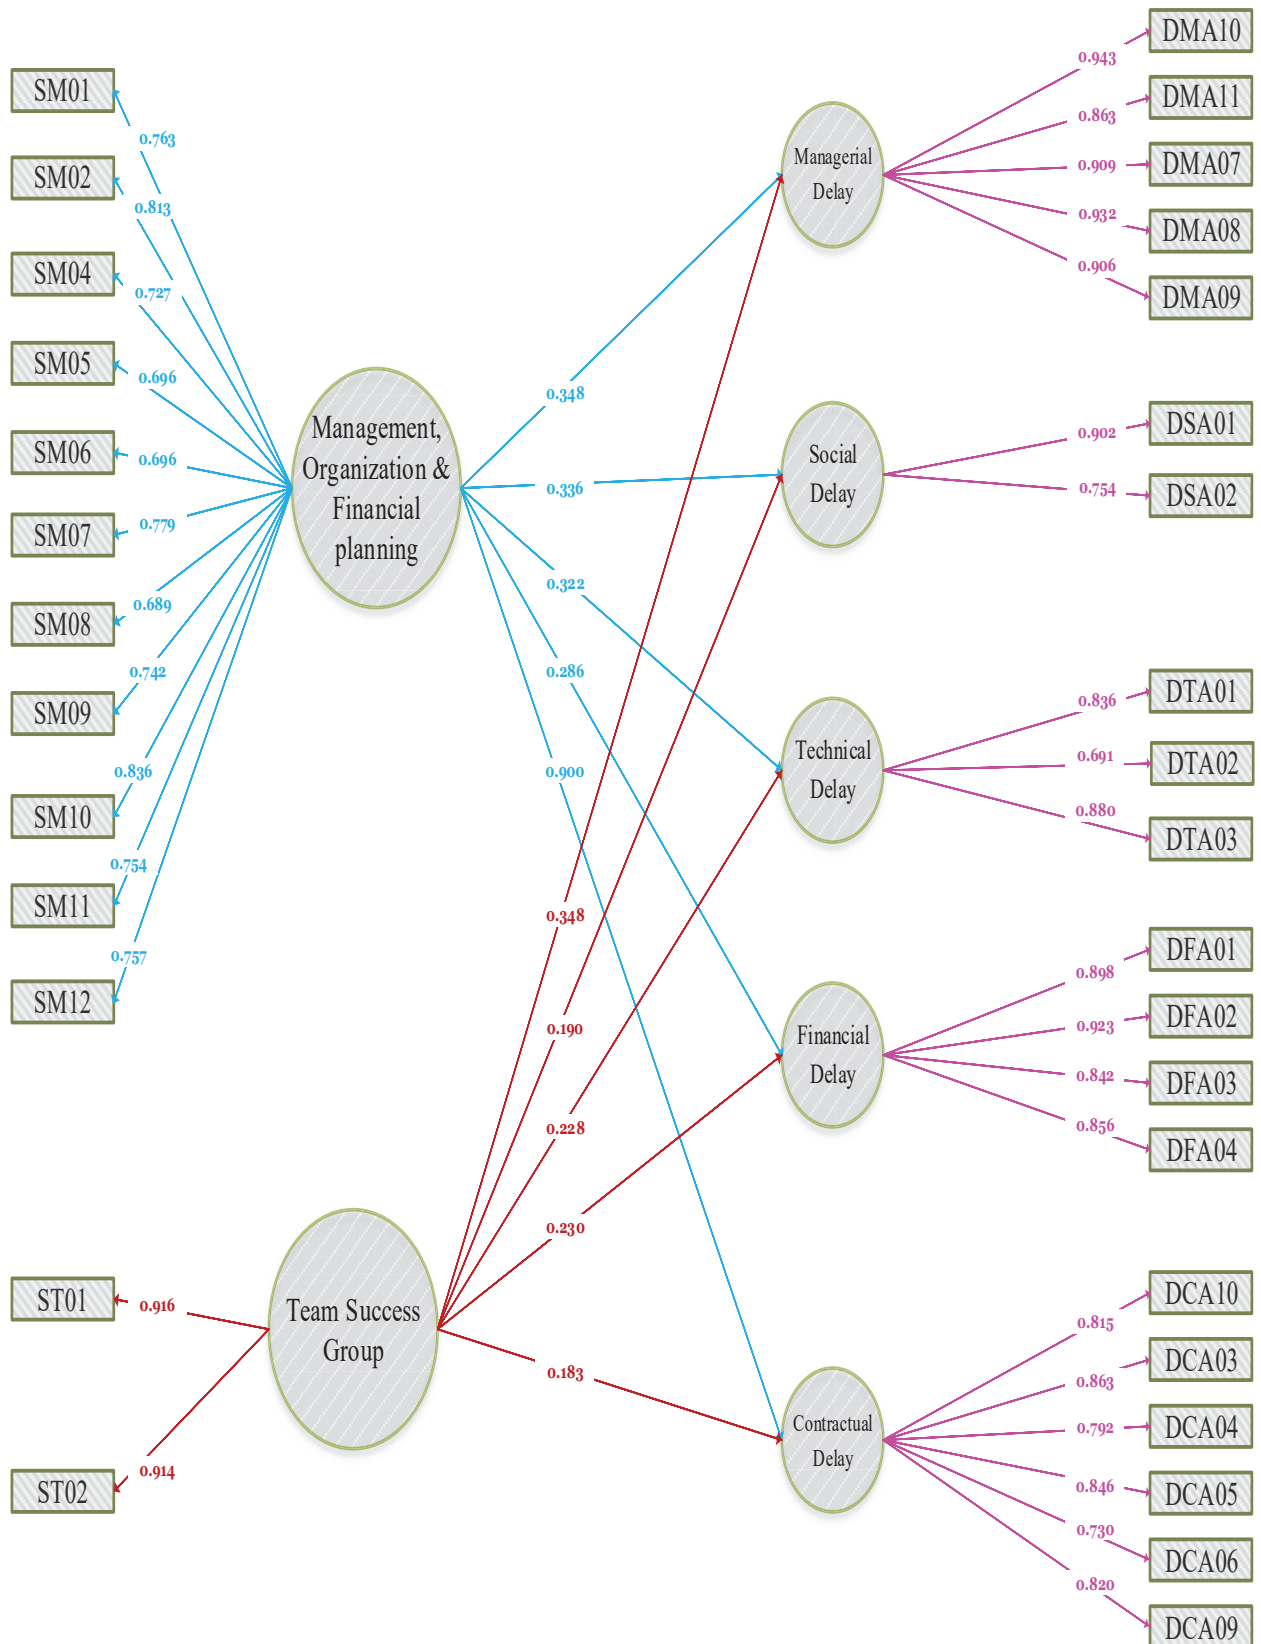 SM01
SM02
SM04
SM05
SM06
SM07
SM08
SM09
SM10
SM11
SM12
0.763
0.813
0.727
0.696
0.696
0.779
0.689
0.742
0.836
0.754
0.757
Management,
Organization &
Financial
planning
0.348
0.336
0.322
0.286
0.900
ST01
ST02
0.916
0.914
Team Success
Group
0.348
0.190
0.228
0.230
0.183
Managerial
Delay
0.943
0.863
0.909
0.932
0.906
DMA10
DMA11
DMA07
DMA08
DMA09
Social
Delay
0.902
0.754
DSA01
DSA02
Technical
Delay
0.836
0.691
0.880
DTA01
DTA02
DTA03
Financial
Delay
0.898
0.923
0.842
0.856
DFA01
DFA02
DFA03
DFA04
Contractual
Delay
0.815
0.863
0.792
0.846
0.730
0.820
DCA10
DCA03
DCA04
DCA05
DCA06
DCA09